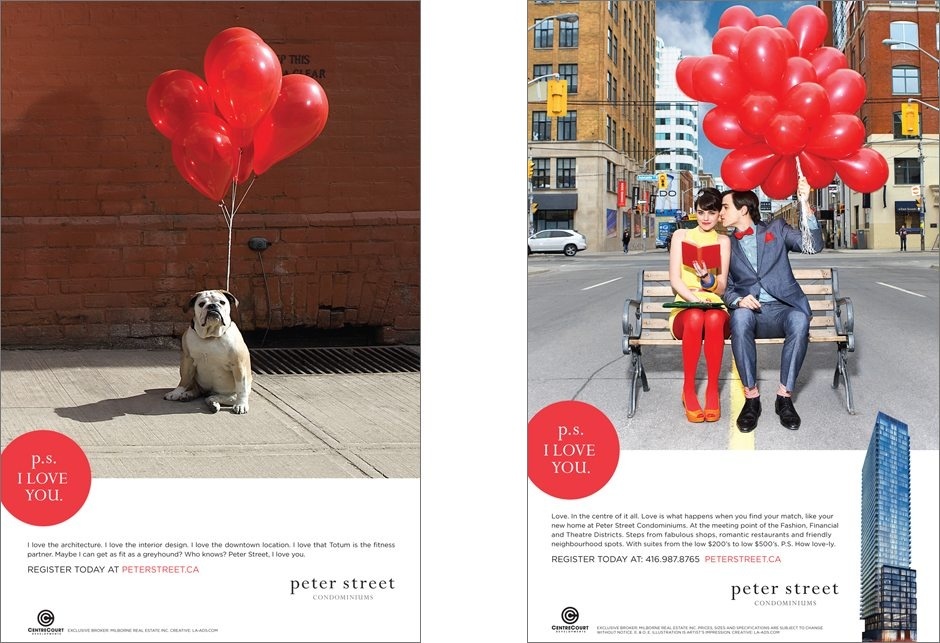 P THIS
A CLEAR
p.s.
I LOVE
YOU.
I love the architecture. I love the interior design. I love the downtown location. I love that Totum is the fitness
partner. Maybe I can get as fit as a greyhound? Who knows? Peter Street, I love you.
REGISTER TODAY AT PETERSTREET.CA
peter street
CONDOMINIUMS
CENTRECOURT
DEVELOPMENTS
EXCLUSIVE BROKER: MILBORNE REAL ESTATE INC. CREATIVE: LA-ADS.COM
p.s.
I LOVE
YOU.
Love. In the centre of it all. Love is what happens when you find your match, like your
new home at Peter Street Condominiums. At the meeting point of the Fashion, Financial
and Theatre Districts. Steps from fabulous shops, romantic restaurants and friendly
neighbourhood spots. With suites from the low $200's to low $500's. P.S. How love-ly.
REGISTER TODAY AT: 416.987.8765 PETERSTREET.CA
peter street
CONDOMINIUMS
CENTRECOURT
DEVELOPMENTS
EXCLUSIVE BROKER: MILBORNE REAL ESTATE INC. PRICES, SIZES AND SPECIFICATIONS ARE SUBJECT TO CHANGE
WITHOUT NOTICE. E. & O. E. ILLUSTRATION IS ARTIST'S IMPRESSION. CREATIVE: LA-ADS.COM